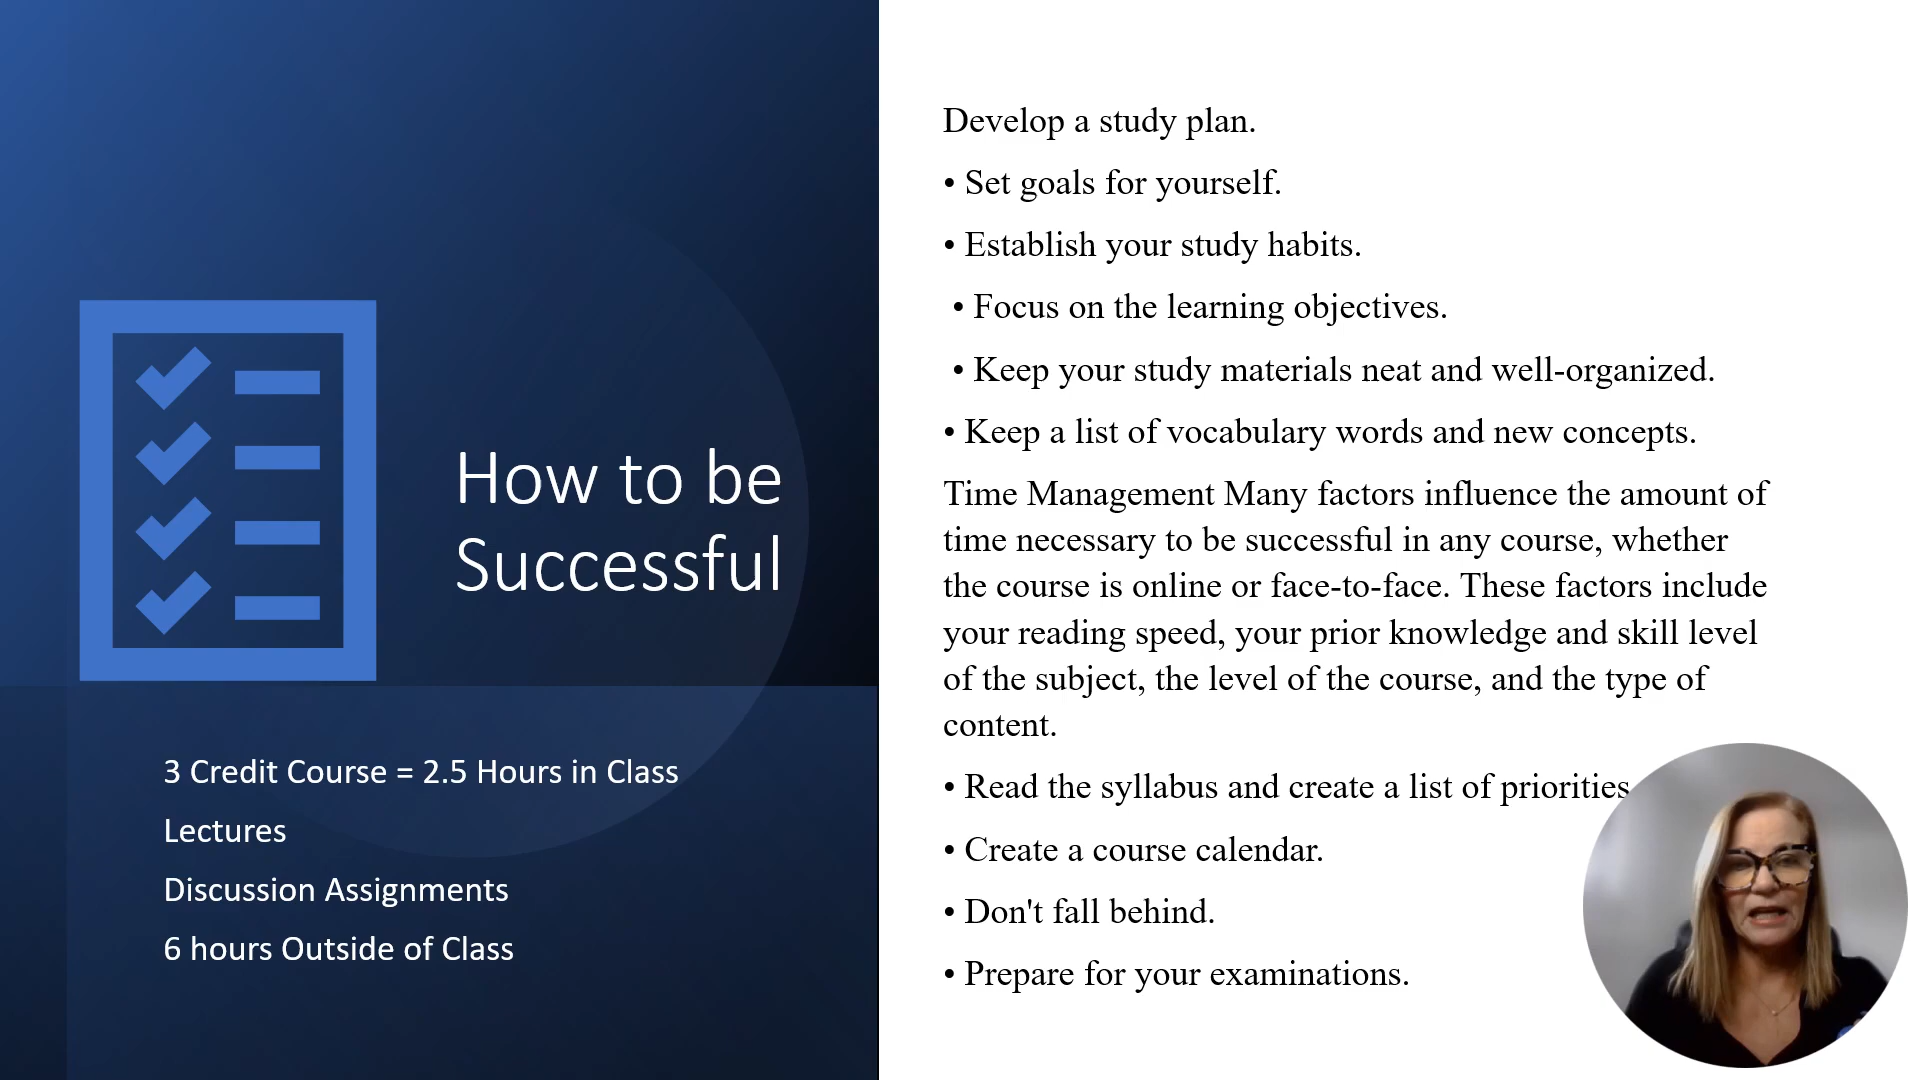 How to be
Successful
3 Credit Course = 2.5 Hours in Class
Lectures
Discussion Assignments
6 hours Outside of Class
Develop a study plan.
• Set goals for yourself.
• Establish your study habits.
• Focus on the learning objectives.
• Keep your study materials neat and well-organized.
• Keep a list of vocabulary words and new concepts.
Time Management Many factors influence the amount of
time necessary to be successful in any course, whether
the course is online or face-to-face. These factors include
your reading speed, your prior knowledge and skill level
of the subject, the level of the course, and the type of
content.
• Read the syllabus and create a list of priorities
• Create a course calendar.
• Don't fall behind.
• Prepare for your examinations.